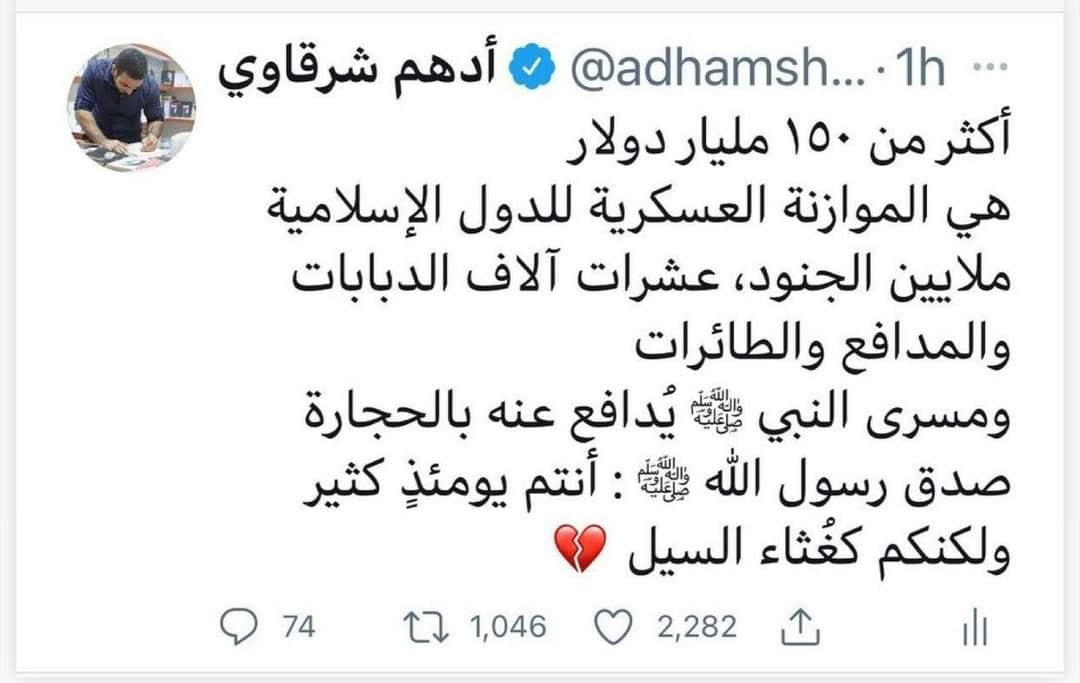 أدهم شرقاوي @adhamsh... · 1h
أكثر من ١٥٠ مليار دولار
هي الموازنة العسكرية للدول الإسلامية
ملايين الجنود، عشرات آلاف الدبابات
والمدافع والطائرات
ومسرى النبي ﷺ يُدافع عنه بالحجارة
صدق رسول الله ﷺ : أنتم يومئذٍ كثير
ولكنكم كغُثاء السيل 💔
74 1,046 2,282